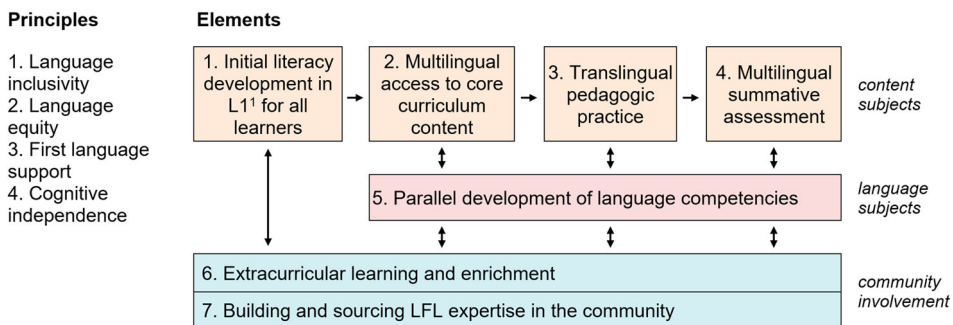 Principles
1. Language
inclusivity
2. Language
equity
3. First language
support
4. Cognitive
independence
Elements
1. Initial literacy
development in
L1¹ for all
learners
2. Multilingual
access to core
curriculum
content
3. Translingual
pedagogic
practice
4. Multilingual
summative
assessment
content
subjects
5. Parallel development of language competencies
language
subjects
6. Extracurricular learning and enrichment
7. Building and sourcing LFL expertise in the community
community
involvement